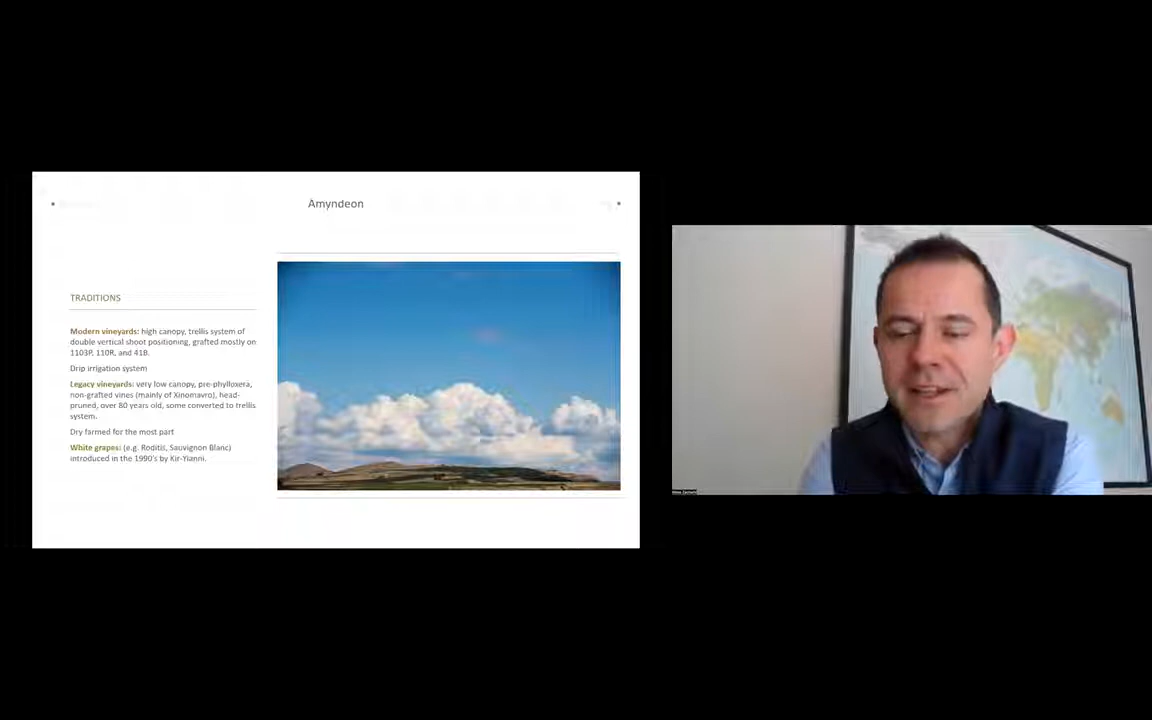 Amyndeon
TRADITIONS
Modern vineyards: high canopy, trellis system of
double vertical shoot positioning, grafted mostly on
1103P, 110R, and 41B.
Drip irrigation system
Legacy vineyards: very low canopy, pre-phylloxera,
non-grafted vines (mainly of Xinomavro), head-
pruned, over 80 years old, some converted to trellis
system.
Dry farmed for the most part
White grapes: (e.g. Roditis, Sauvignon Blanc)
introduced in the 1990's by Kir-Yianni.